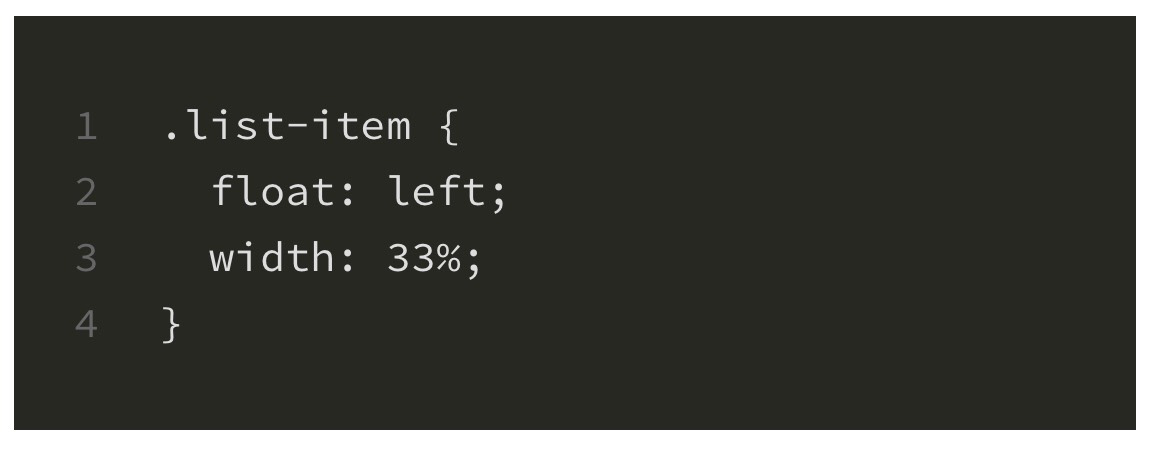 1 .list-item {
2 float: left;
3 width: 33%;
4 }